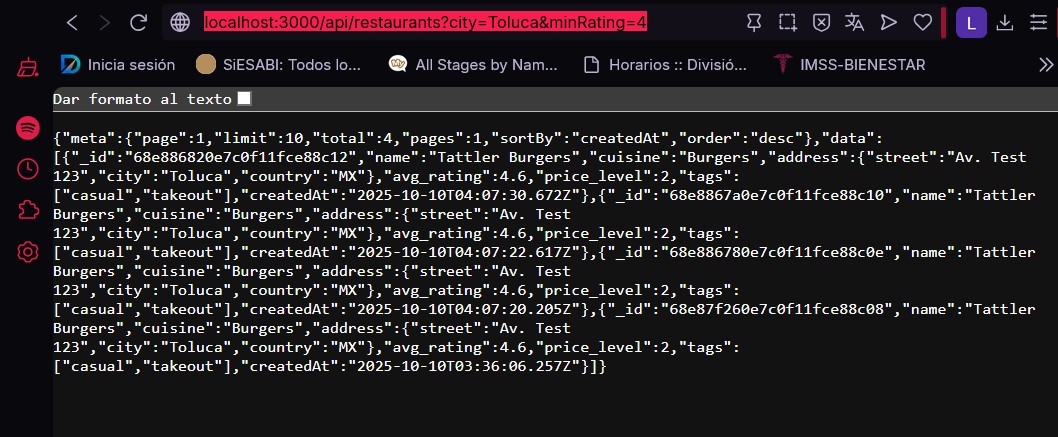 localhost:3000/api/restaurants?city=Toluca&minRating=4
L
Inicia sesión
SiESABI: Todos lo...
All Stages by Nam...
Horarios :: Divisió...
IMSS-BIENESTAR
Dar formato al texto
{"meta":{"page":1,"limit":10,"total":4,"pages":1,"sortBy":"createdAt","order":"desc"},"data":
[{"_id":"68e886820e7c0f11fce88c12","name":"Tattler Burgers","cuisine":"Burgers","address":{"street":"Av. Test
123","city":"Toluca","country":"MX"},"avg_rating":4.6,"price_level":2,"tags":
["casual","takeout"],"createdAt":"2025-10-10T04:07:30.672Z"},{"_id":"68e8867a0e7c0f11fce88c10","name":"Tattler
Burgers","cuisine":"Burgers","address":{"street":"Av. Test
123","city":"Toluca","country":"MX"},"avg_rating":4.6,"price_level":2,"tags":
["casual","takeout"],"createdAt":"2025-10-10T04:07:22.617Z"},{"_id":"68e886780e7c0f11fce88c0e","name":"Tattler
Burgers","cuisine":"Burgers","address":{"street":"Av. Test
123","city":"Toluca","country":"MX"},"avg_rating":4.6,"price_level":2,"tags":
["casual","takeout"],"createdAt":"2025-10-10T04:07:20.205Z"},{"_id":"68e87f260e7c0f11fce88c08","name":"Tattler
Burgers","cuisine":"Burgers","address":{"street":"Av. Test
123","city":"Toluca","country":"MX"},"avg_rating":4.6,"price_level":2,"tags":
["casual","takeout"],"createdAt":"2025-10-10T03:36:06.257Z"}]}